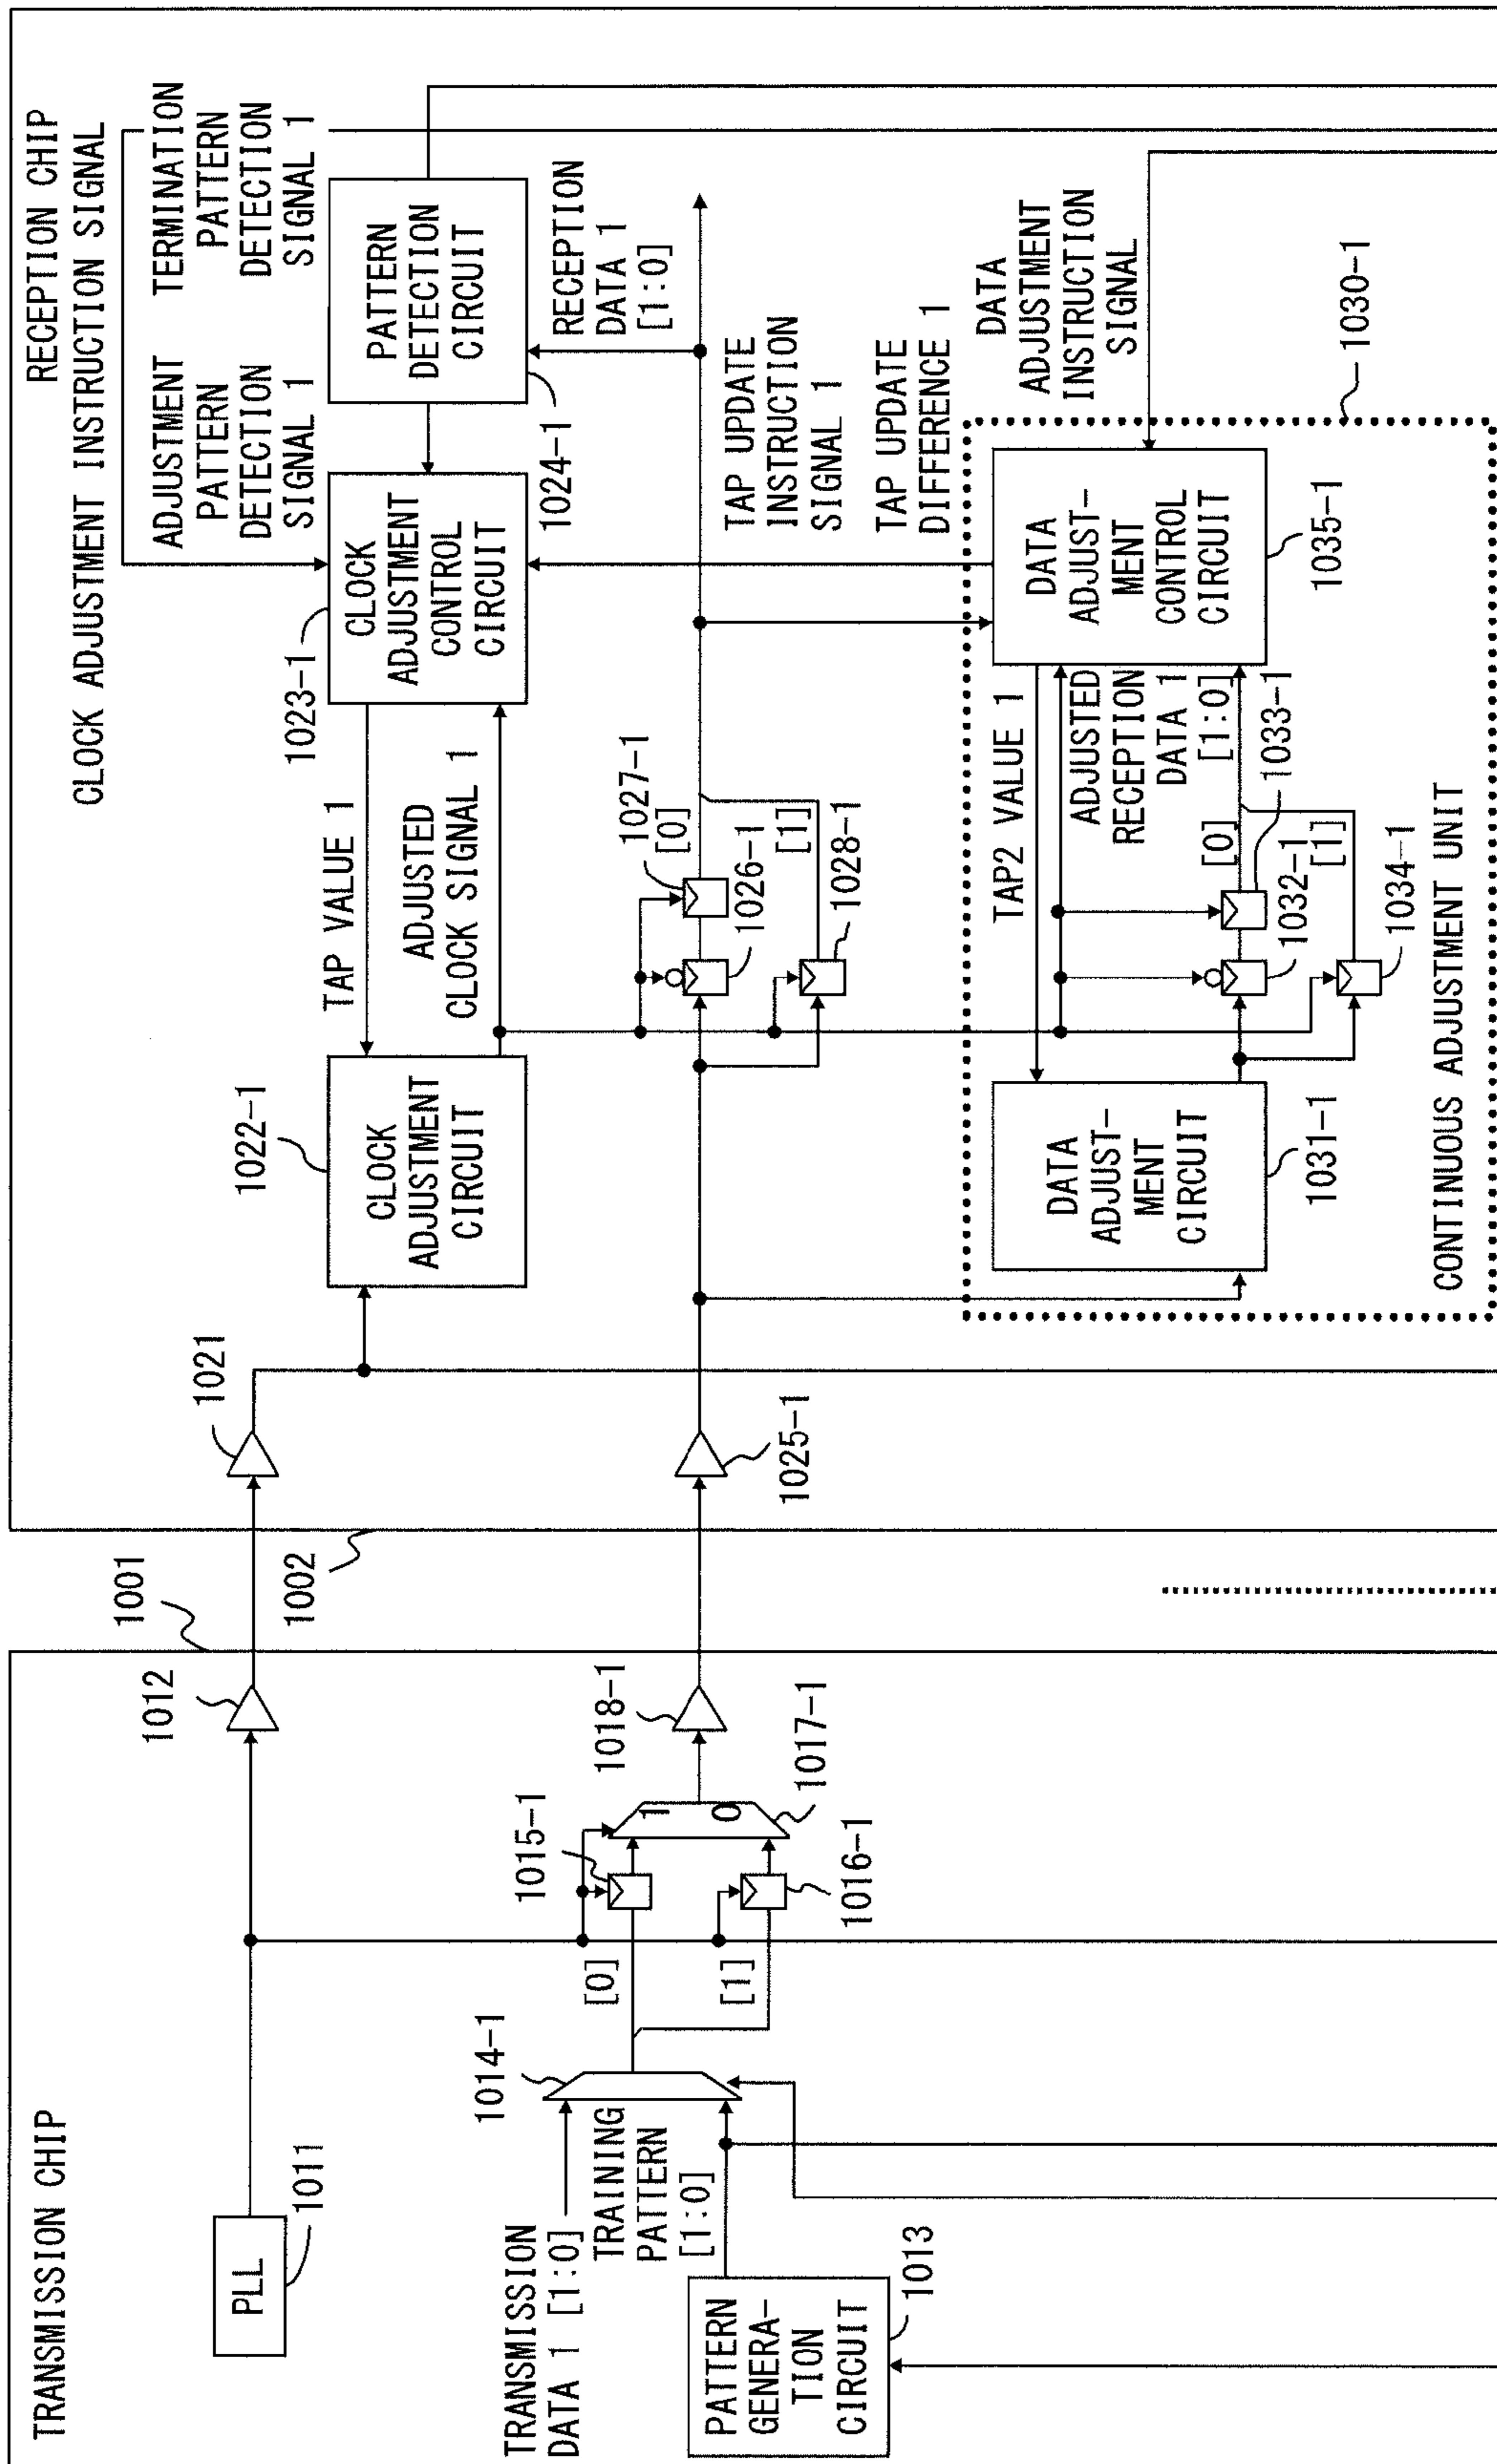 TRANSMISSION CHIP
PLL
1011
1012
1001
TRANSMISSION
DATA 1 [1:0]
TRAINING
PATTERN
[1:0]
PATTERN
GENERA-
TION
CIRCUIT
1013
1014-1
[0]
[1]
1015-1
1016-1
1
0
1017-1
1018-1
RECEPTION CHIP
1002
1021
1025-1
CLOCK ADJUSTMENT INSTRUCTION SIGNAL
CLOCK
ADJUSTMENT
CIRCUIT
1022-1
TAP VALUE 1
ADJUSTED
CLOCK SIGNAL 1
CLOCK
ADJUSTMENT
CONTROL
CIRCUIT
1023-1
ADJUSTMENT
PATTERN
DETECTION
SIGNAL 1
TERMINATION
PATTERN
DETECTION
SIGNAL 1
PATTERN
DETECTION
CIRCUIT
1024-1
RECEPTION
DATA 1
[1:0]
1027-1
[0]
1026-1
[1]
1028-1
TAP UPDATE
INSTRUCTION
SIGNAL 1
TAP UPDATE
DIFFERENCE 1
DATA
ADJUSTMENT
INSTRUCTION
SIGNAL
1030-1
DATA
ADJUST-
MENT
CIRCUIT
1031-1
TAP2 VALUE 1
ADJUSTED
RECEPTION
DATA 1
[1:0]
[0]
1032-1
1033-1
[1]
1034-1
DATA
ADJUST-
MENT
CONTROL
CIRCUIT
1035-1
CONTINUOUS ADJUSTMENT UNIT